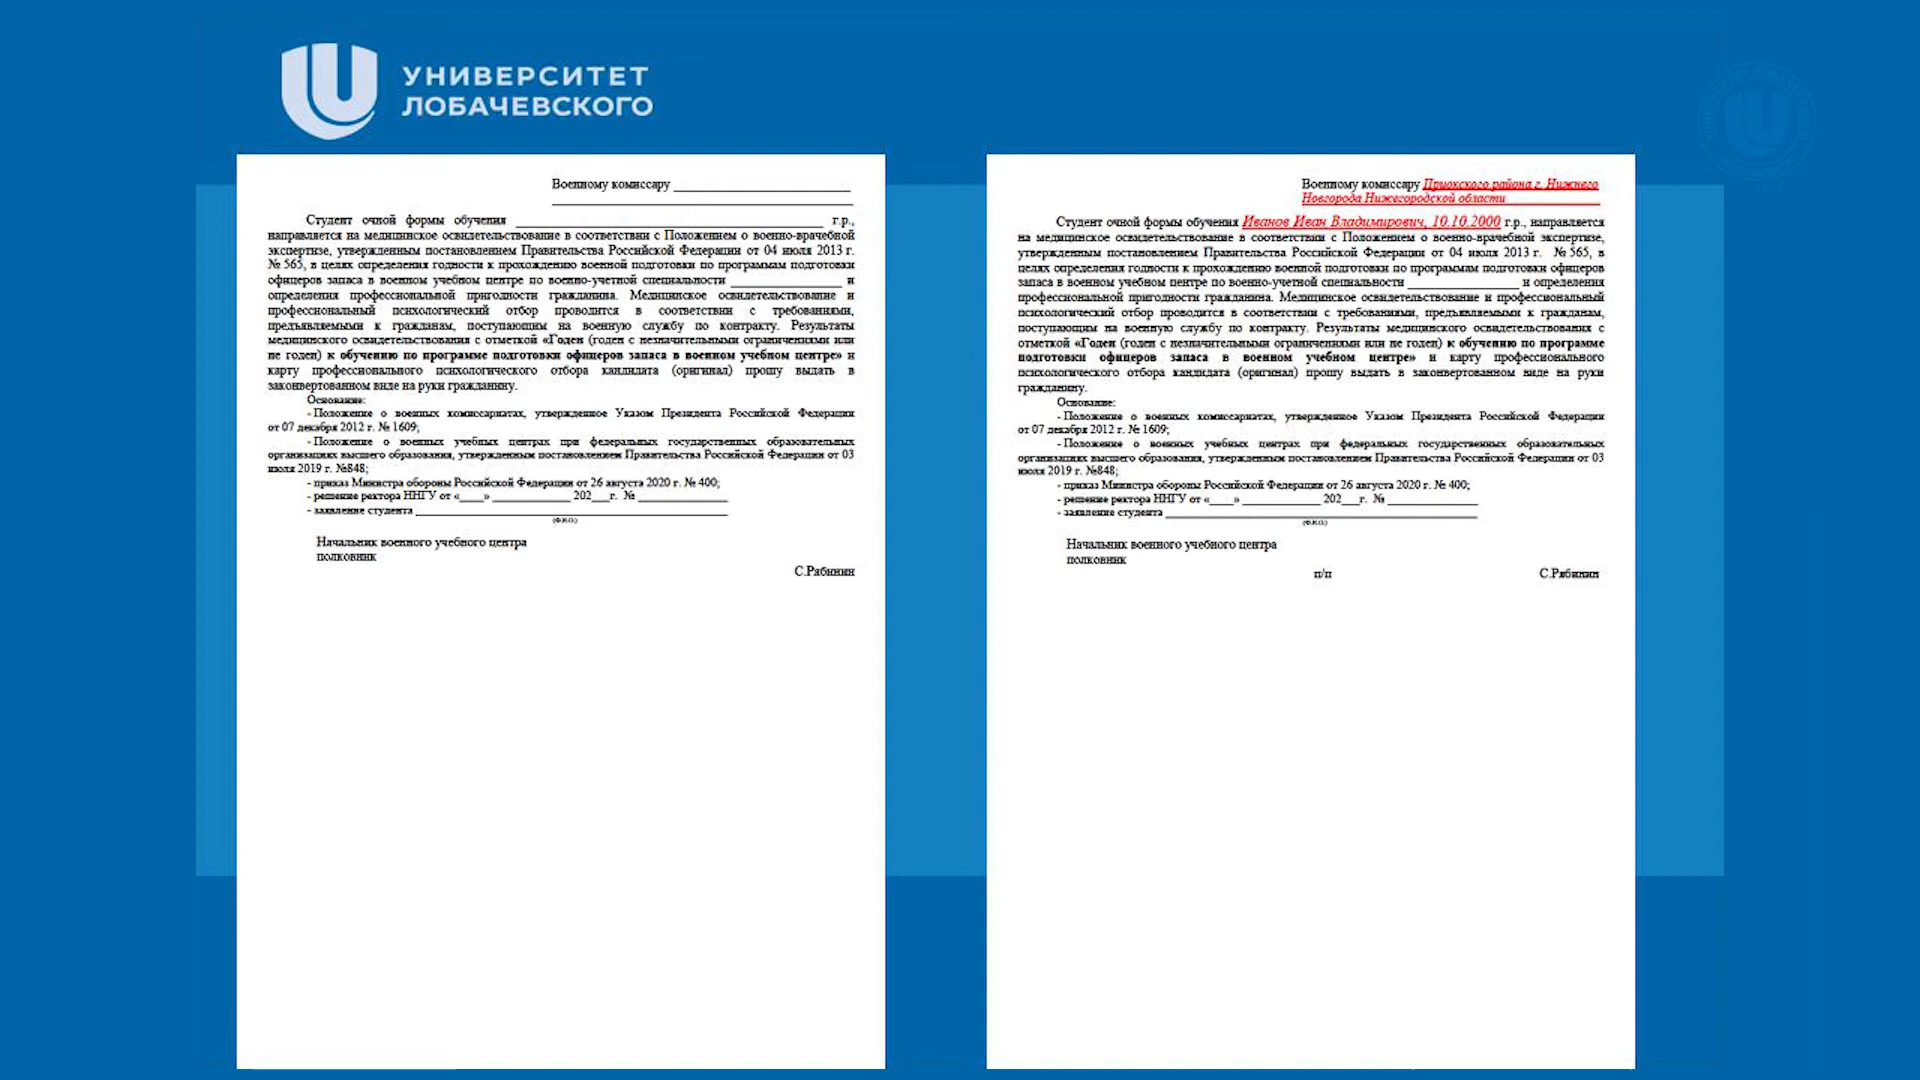 УНИВЕРСИТЕТ
ЛОБАЧЕВСКОГО
Военному комиссару ____________________
____________________
Студент очной формы обучения ____________________ г.р.,
направляется на медицинское освидетельствование в соответствии с Положением о военно-врачебной
экспертизе, утвержденным постановлением Правительства Российской Федерации от 04 июля 2013 г.
№ 565, в целях определения годности к прохождению военной подготовки по программам подготовки
офицеров запаса в военном учебном центре по военно-учетной специальности __________ и
определения профессиональной пригодности гражданина. Медицинское освидетельствование и
профессиональный психологический отбор проводится в соответствии с требованиями,
предъявляемыми к гражданам, поступающим на военную службу по контракту. Результаты
медицинского освидетельствования с отметкой «Годен (годен с незначительными ограничениями или
не годен) к обучению по программе подготовки офицеров запаса в военном учебном центре» и
карту профессионального психологического отбора кандидата (оригинал) прошу выдать в
законвертованном виде на руки гражданину.
Основание:
- Положение о военных комиссариатах, утвержденное Указом Президента Российской Федерации
от 07 декабря 2012 г. № 1609;
- Положение о военных учебных центрах при федеральных государственных образовательных
организациях высшего образования, утвержденным постановлением Правительства Российской Федерации от 03
июля 2019 г. №848;
- приказ Министра обороны Российской Федерации от 26 августа 2020 г. № 400;
- решение ректора ННГУ от «____» ____________ 202___г. № ______________
- заявление студента ____________________
(Ф.И.О.)
Начальник военного учебного центра
полковник
С.Рябинин
Военному комиссару Приокского района г. Нижнего
Новгорода Нижегородской области
Студент очной формы обучения Иванов Иван Владимирович, 10.10.2000 г.р., направляется
на медицинское освидетельствование в соответствии с Положением о военно-врачебной экспертизе,
утвержденным постановлением Правительства Российской Федерации от 04 июля 2013 г. № 565, в
целях определения годности к прохождению военной подготовки по программам подготовки офицеров
запаса в военном учебном центре по военно-учетной специальности __________ и определения
профессиональной пригодности гражданина. Медицинское освидетельствование и профессиональный
психологический отбор проводится в соответствии с требованиями, предъявляемыми к гражданам,
поступающим на военную службу по контракту. Результаты медицинского освидетельствования с
отметкой «Годен (годен с незначительными ограничениями или не годен) к обучению по программе
подготовки офицеров запаса в военном учебном центре» и карту профессионального
психологического отбора кандидата (оригинал) прошу выдать в законвертованном виде на руки
гражданину.
Основание:
- Положение о военных комиссариатах, утвержденное Указом Президента Российской Федерации
от 07 декабря 2012 г. № 1609;
- Положение о военных учебных центрах при федеральных государственных образовательных
организациях высшего образования, утвержденным постановлением Правительства Российской Федерации от 03
июля 2019 г. №848;
- приказ Министра обороны Российской Федерации от 26 августа 2020 г. № 400;
- решение ректора ННГУ от «____» ____________ 202___г. № ______________
- заявление студента ____________________
(Ф.И.О.)
Начальник военного учебного центра
полковник
п/п С.Рябинин